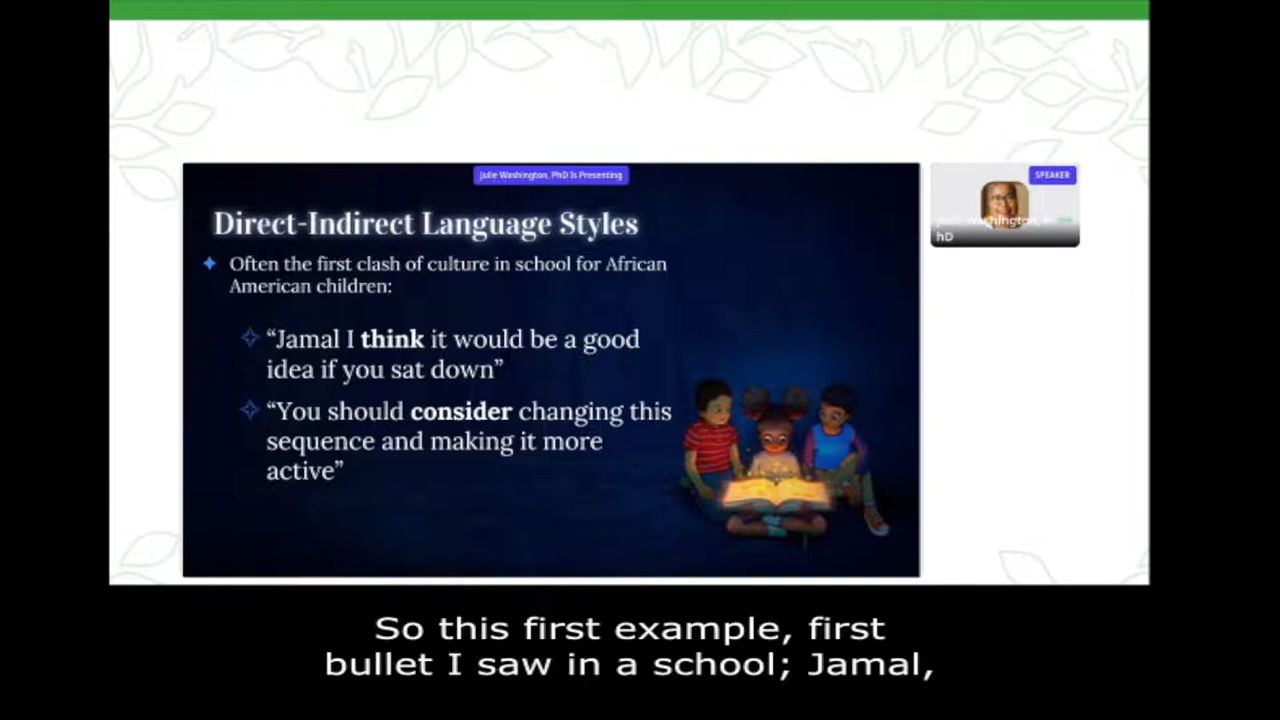 Julie Washington, PhD Is Presenting
SPEAKER
Direct-Indirect Language Styles
Often the first clash of culture in school for African
American children:
“Jamal I think it would be a good
idea if you sat down”
“You should consider changing this
sequence and making it more
active”
hD
So this first example, first
bullet I saw in a school; Jamal,